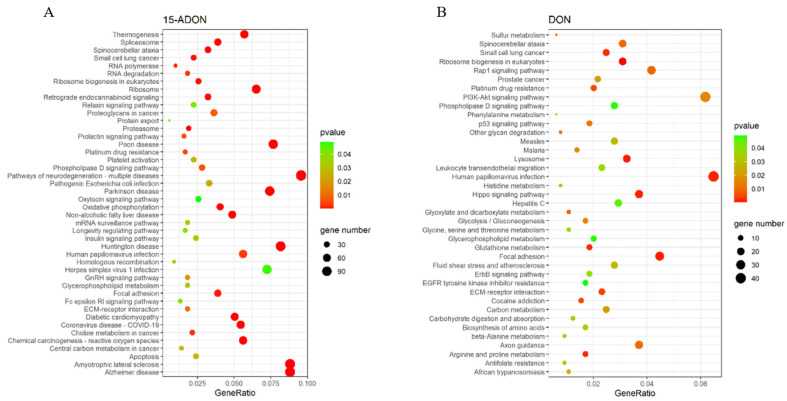 A
15-ADON
Thermogenesis
Spliceosome
Spinocerebellar ataxia
Small cell lung cancer
RNA polymerase
RNA degradation
Ribosome biogenesis in eukaryotes
Ribosome
Retrograde endocannabinoid signaling
Relaxin signaling pathway
Proteoglycans in cancer
Protein export
Proteasome
Prolactin signaling pathway
Prion disease
Platinum drug resistance
Platelet activation
Phospholipase D signaling pathway
Pathways of neurodegeneration - multiple diseases
Pathogenic Escherichia coli infection
Parkinson disease
Oxytocin signaling pathway
Oxidative phosphorylation
Non-alcoholic fatty liver disease
mRNA surveillance pathway
Longevity regulating pathway
Insulin signaling pathway
Huntington disease
Human papillomavirus infection
Homologous recombination
Herpes simplex virus 1 infection
GnRH signaling pathway
Glycerophospholipid metabolism
Focal adhesion
Fc epsilon RI signaling pathway
ECM-receptor interaction
Diabetic cardiomyopathy
Coronavirus disease - COVID-19
Choline metabolism in cancer
Chemical carcinogenesis - reactive oxygen species
Central carbon metabolism in cancer
Apoptosis
Amyotrophic lateral sclerosis
Alzheimer disease
0.025 0.050 0.075 0.100
GeneRatio
pvalue
0.04
0.03
0.02
0.01
gene number
30
60
90
B
DON
Sulfur metabolism
Spinocerebellar ataxia
Small cell lung cancer
Ribosome biogenesis in eukaryotes
Rap1 signaling pathway
Prostate cancer
Platinum drug resistance
PI3K-Akt signaling pathway
Phospholipase D signaling pathway
Phenylalanine metabolism
p53 signaling pathway
Other glycan degradation
Measles
Malaria
Lysosome
Leukocyte transendothelial migration
Human papillomavirus infection
Histidine metabolism
Hippo signaling pathway
Hepatitis C
Glyoxylate and dicarboxylate metabolism
Glycolysis / Gluconeogenesis
Glycine, serine and threonine metabolism
Glycerophospholipid metabolism
Glutathione metabolism
Focal adhesion
Fluid shear stress and atherosclerosis
ErbB signaling pathway
EGFR tyrosine kinase inhibitor resistance
ECM-receptor interaction
Cocaine addiction
Carbon metabolism
Carbohydrate digestion and absorption
Biosynthesis of amino acids
beta-Alanine metabolism
Axon guidance
Arginine and proline metabolism
Antifolate resistance
African trypanosomiasis
0.02 0.04 0.06
GeneRatio
pvalue
0.04
0.03
0.02
0.01
gene number
10
20
30
40